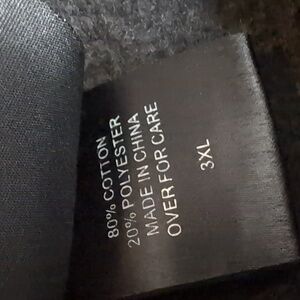 80% COTTON
20% POLYESTER
MADE IN CHINA
OVER FOR CARE
3XL